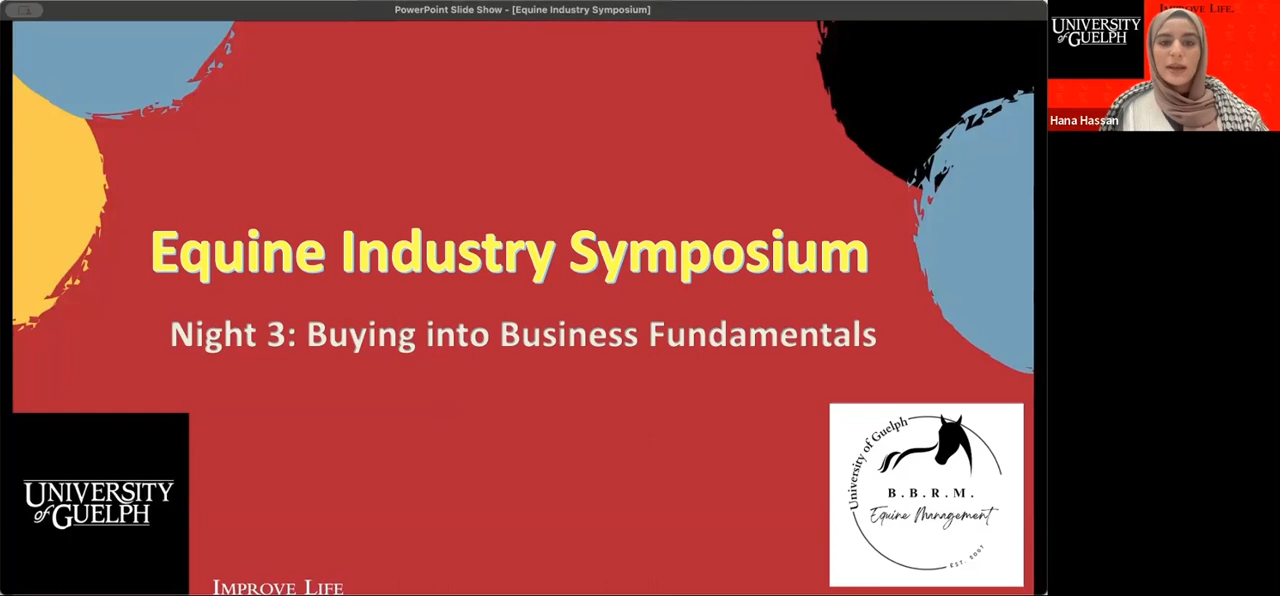 PowerPoint Slide Show - [Equine Industry Symposium]
Equine Industry Symposium
Night 3: Buying into Business Fundamentals
UNIVERSITY
of GUELPH
IMPROVE LIFE
University of Guelph
B.B.R.M.
Equine Management
EST. 2007
IMPROVE LIFE.
UNIVERSITY
of GUELPH
Hana Hassan